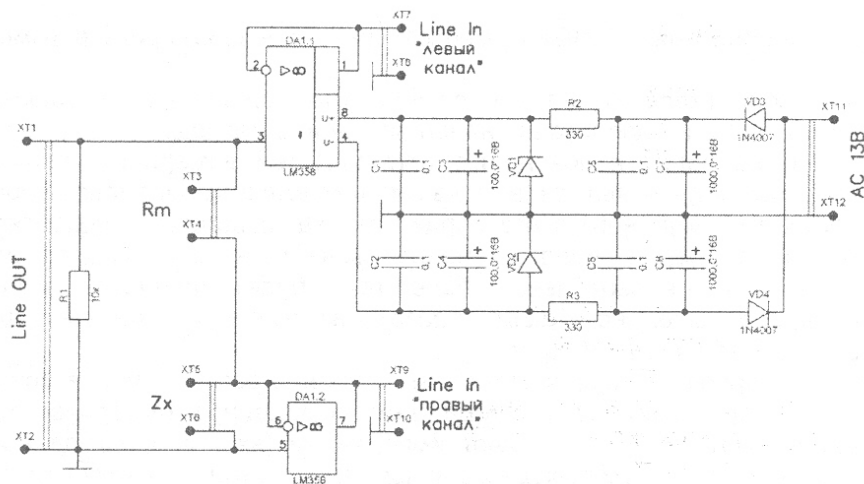 XT7
Line In
"левый
канал"
XT8
DA1.1
2
1
8
U+
U-
4
3
LM358
XT1
XT3
Rm
XT4
R1
10к
Line OUT
XT5
Zx
XT6
XT2
DA1.2
6
7
5
LM358
XT9
Line In
"правый
канал"
XT10
C1
0.1
C3
+
100.0*16В
VD1
R2
330
C5
0.1
C7
+
1000.0*16В
VD3
1N4007
XT11
AC 13В
XT12
C2
0.1
C4
+
100.0*16В
VD2
R3
330
C6
0.1
C8
+
1000.0*16В
VD4
1N4007